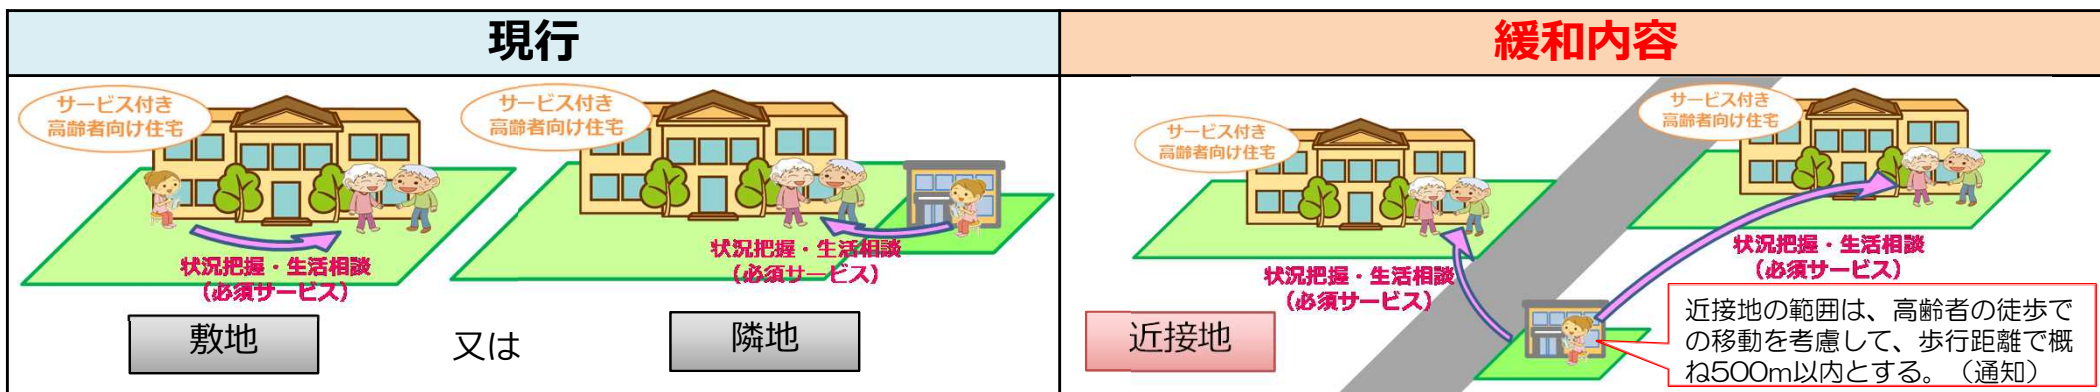 現行
サービス付き
高齢者向け住宅
状況把握・生活相談
（必須サービス）
敷地
又は
サービス付き
高齢者向け住宅
状況把握・生活相談
（必須サービス）
隣地
緩和内容
サービス付き
高齢者向け住宅
状況把握・生活相談
（必須サービス）
サービス付き
高齢者向け住宅
状況把握・生活相談
（必須サービス）
近接地
近接地の範囲は、高齢者の徒歩で
の移動を考慮して、歩行距離で概
ね500m以内とする。（通知）